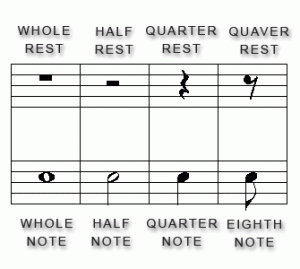 WHOLE HALF QUARTER QUAVER
REST REST REST REST
WHOLE HALF QUARTER EIGHTH
NOTE NOTE NOTE NOTE